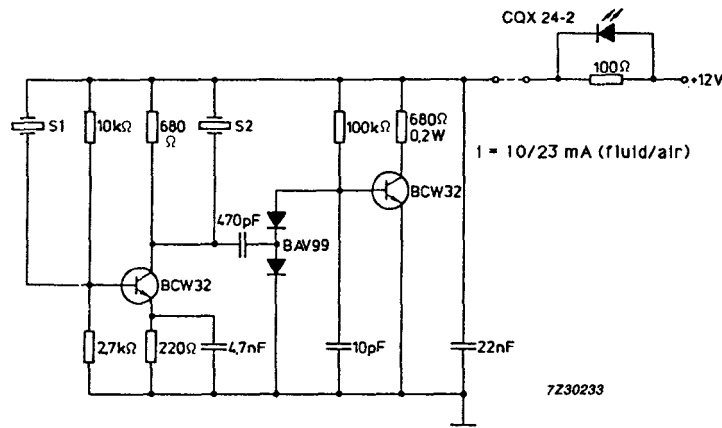 CQX 24-2
100Ω
+12V
S1
10kΩ
680
Ω
S2
100kΩ
680Ω
0,2W
I = 10/23 mA (fluid/air)
BCW32
470pF
BAV99
BCW32
2,7kΩ
220Ω
4,7nF
10pF
22nF
7Z30233